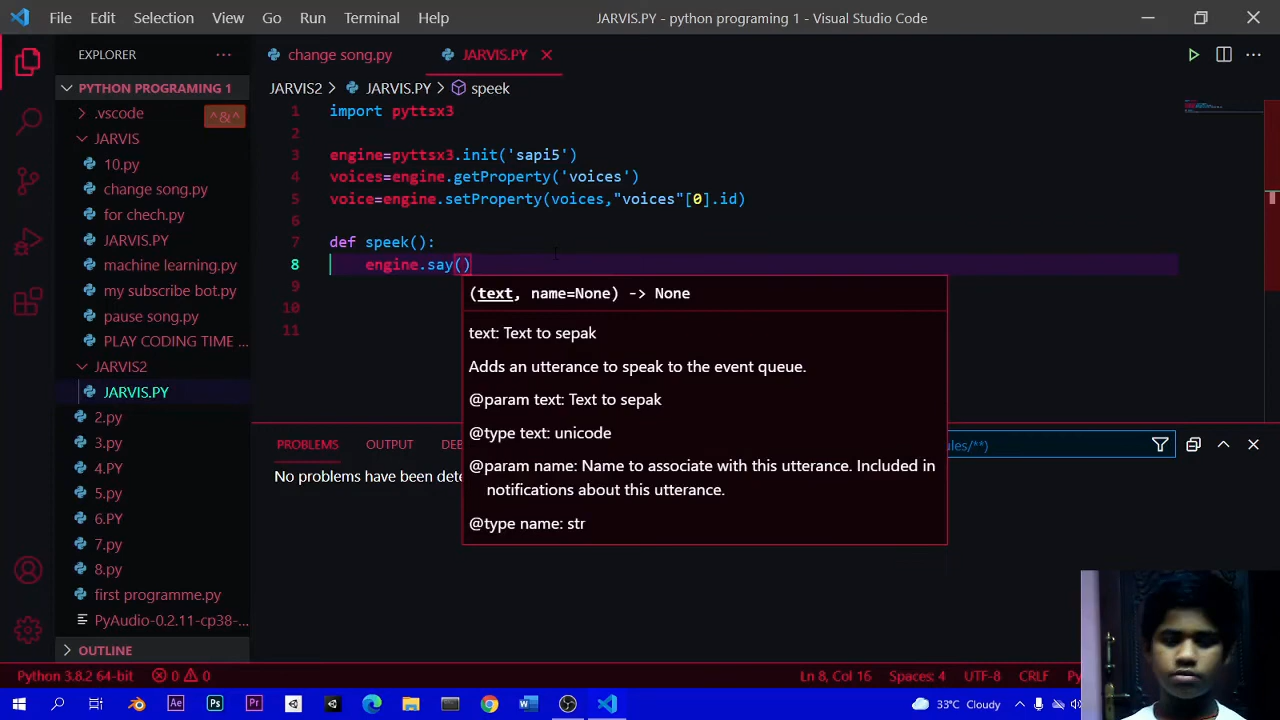 File Edit Selection View Go Run Terminal Help JARVIS.PY - python programing 1 - Visual Studio Code
EXPLORER
change song.py JARVIS.PY
PYTHON PROGRAMING 1
JARVIS2 > JARVIS.PY > speek
.vscode ^&^
JARVIS
10.py
change song.py
for chech.py
JARVIS.PY
machine learning.py
my subscribe bot.py
pause song.py
PLAY CODING TIME ...
JARVIS2
JARVIS.PY
2.py
3.py
4.PY
5.py
6.PY
7.py
8.py
first programme.py
PyAudio-0.2.11-cp38-...
OUTLINE
1 import pyttsx3
2
3 engine=pyttsx3.init('sapi5')
4 voices=engine.getProperty('voices')
5 voice=engine.setProperty(voices,"voices"[0].id)
6
7 def speek():
8 engine.say()
9
10
11
(text, name=None) -> None
text: Text to sepak
Adds an utterance to speak to the event queue.
@param text: Text to sepak
@type text: unicode
@param name: Name to associate with this utterance. Included in
notifications about this utterance.
@type name: str
PROBLEMS OUTPUT DEB ules/**)
No problems have been dete
Python 3.8.2 64-bit 0 0 Ln 8, Col 16 Spaces: 4 UTF-8 CRLF Py
33°C Cloudy